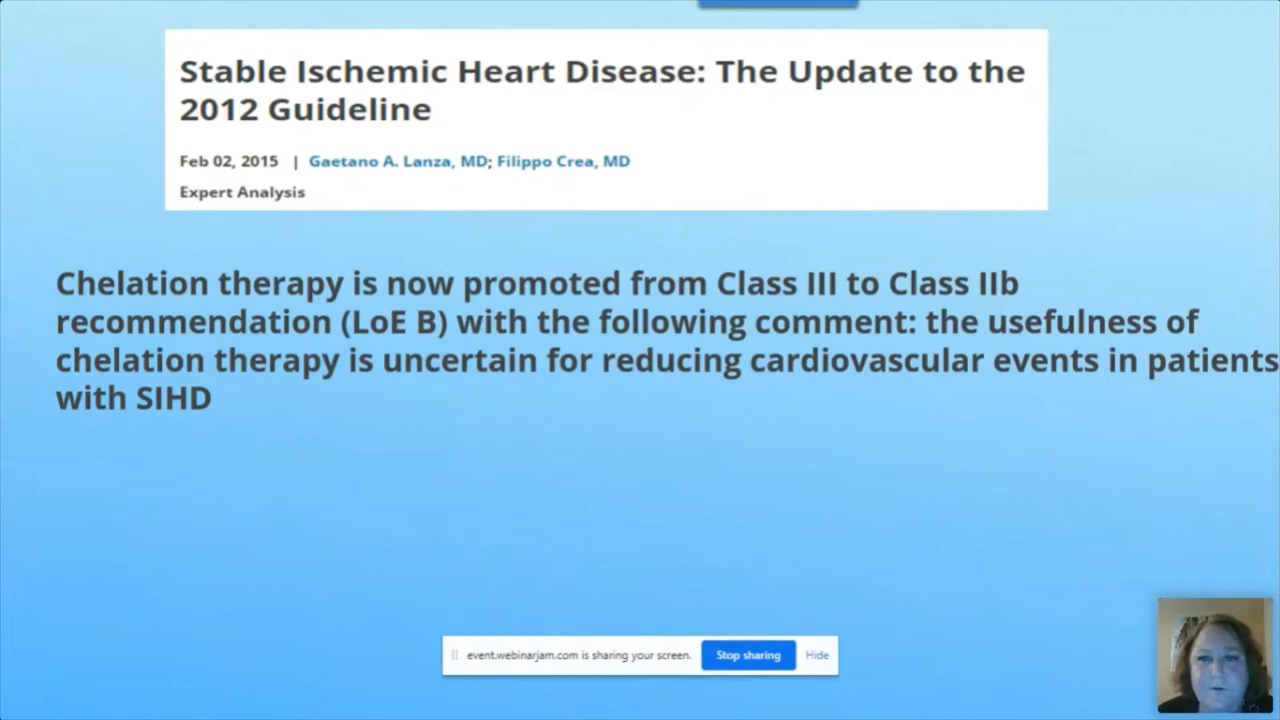 Stable Ischemic Heart Disease: The Update to the
2012 Guideline
Feb 02, 2015 | Gaetano A. Lanza, MD; Filippo Crea, MD
Expert Analysis
Chelation therapy is now promoted from Class III to Class IIb
recommendation (LoE B) with the following comment: the usefulness of
chelation therapy is uncertain for reducing cardiovascular events in patients
with SIHD
event.webinarjam.com is sharing your screen. Stop sharing Hide